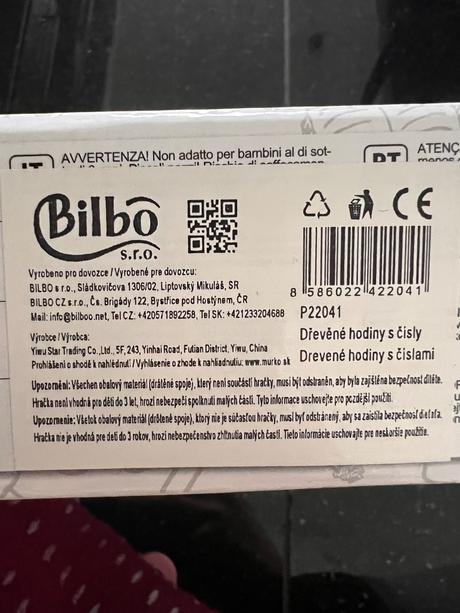 IT AVVERTENZA! Non adatto per bambini al di sot-
PT ATENÇ
Bilbo
s.r.o.
CE
8 586022 422041
Vyrobeno pro dovozce / Vyrobené pre dovozcu:
BILBO s r.o., Sládkovičova 1306/02, Liptovský Mikuláš, SR
BILBO CZ s.r.o., Čs. Brigády 122, Bystřice pod Hostýnem, ČR
Mail: info@bilboo.net, Tel CZ: +420571892258, Tel SK: +421233204688
P22041
Dřevěné hodiny s čísly
Drevené hodiny s číslami
Výrobce / Výrobca:
Yiwu Star Trading Co.,Ltd., 5F, 243, Yinhai Road, Futian District, Yiwu, China
Prohlášení o shodě k nahlédnutí / Vyhlásenie o zhode k nahliadnutiu: www.murko.sk
Upozornění: Všechen obalový materiál (drátěné spoje), který není součástí hračky, musí být odstraněn, aby byla zajištěna bezpečnost dítěte.
Hračka není vhodná pro děti do 3 let, hrozí nebezpečí spolknutí malých částí. Tyto informace uschovejte pro pozdější použití.
Upozornenie: Všetok obalový materiál (drôtené spoje), ktorý nie je súčasťou hračky, musí byť odstránený, aby sa zaistila bezpečnosť dieťaťa.
Hračka nie je vhodná pre deti do 3 rokov, hrozí nebezpečenstvo zhltnutia malých častí. Tieto informácie uschovajte pre neskoršie použitie.